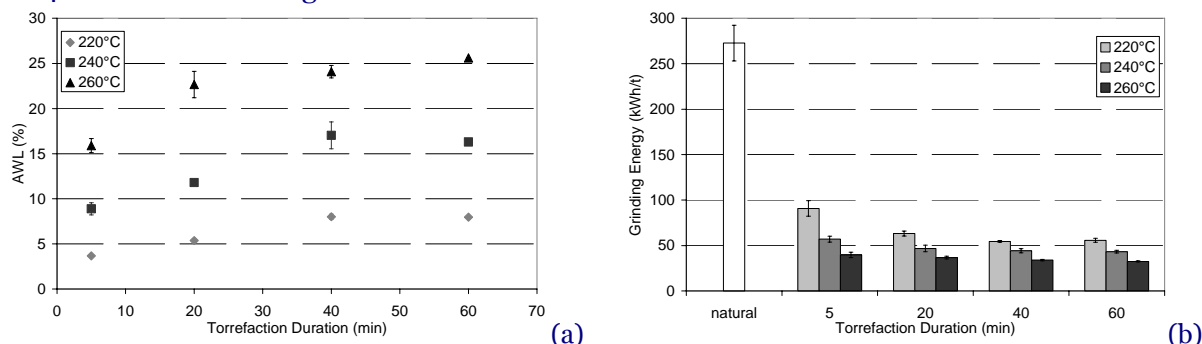 30
25
20
15
10
5
0
AWL (%)
220°C
240°C
260°C
0 10 20 30 40 50 60 70
Torrefaction Duration (min)
(a)
300
250
200
150
100
50
0
Grinding Energy (kWh/t)
220°C
240°C
260°C
natural 5 20 40 60
Torrefaction Duration (min)
(b)